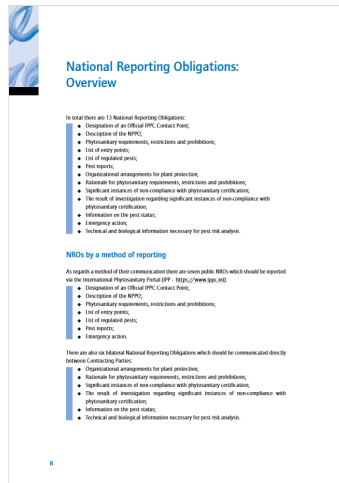 National Reporting Obligations:
Overview
In total there are 13 National Reporting Obligations:
◆ Designation of an Official IPPC Contact Point;
◆ Description of the NPPO;
◆ Phytosanitary requirements, restrictions and prohibitions;
◆ List of entry points;
◆ List of regulated pests;
◆ Pest reports;
◆ Organizational arrangements for plant protection;
◆ Rationale for phytosanitary requirements, restrictions and prohibitions;
◆ Significant instances of non-compliance with phytosanitary certification;
◆ The result of investigation regarding significant instances of non-compliance with
phytosanitary certification;
◆ Information on the pest status;
◆ Emergency action;
◆ Technical and biological information necessary for pest risk analysis.
NROs by a method of reporting
As regards a method of their communication there are seven public NROs which should be reported
via the International Phytosanitary Portal (IPP – https://www.ippc.int):
◆ Designation of an Official IPPC Contact Point;
◆ Description of the NPPO;
◆ Phytosanitary requirements, restrictions and prohibitions;
◆ List of entry points;
◆ List of regulated pests;
◆ Pest reports;
◆ Emergency action.
There are also six bilateral National Reporting Obligations which should be communicated directly
between Contracting Parties:
◆ Organizational arrangements for plant protection;
◆ Rationale for phytosanitary requirements, restrictions and prohibitions;
◆ Significant instances of non-compliance with phytosanitary certification;
◆ The result of investigation regarding significant instances of non-compliance with
phytosanitary certification;
◆ Information on the pest status;
◆ Technical and biological information necessary for pest risk analysis.
8